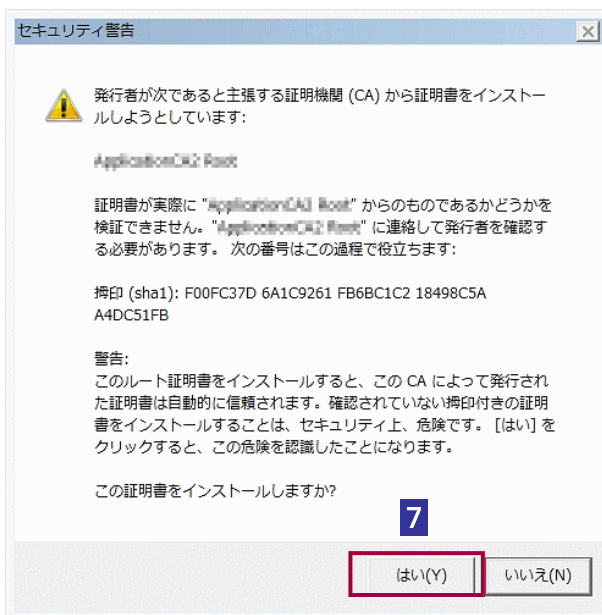 セキュリティ警告
発行者が次であると主張する証明機関 (CA) から証明書をインストー
ルしようとしています:
ApplicationCA2 Root
証明書が実際に "ApplicationCA2 Root" からのものであるかどうかを
検証できません。"ApplicationCA2 Root" に連絡して発行者を確認す
る必要があります。 次の番号はこの過程で役立ちます:
拇印 (sha1): F00FC37D 6A1C9261 FB6BC1C2 18498C5A
A4DC51FB
警告:
このルート証明書をインストールすると、この CA によって発行され
た証明書は自動的に信頼されます。確認されていない拇印付きの証明
書をインストールすることは、セキュリティ上、危険です。 [はい] を
クリックすると、この危険を認識したことになります。
この証明書をインストールしますか?
7
はい(Y) いいえ(N)